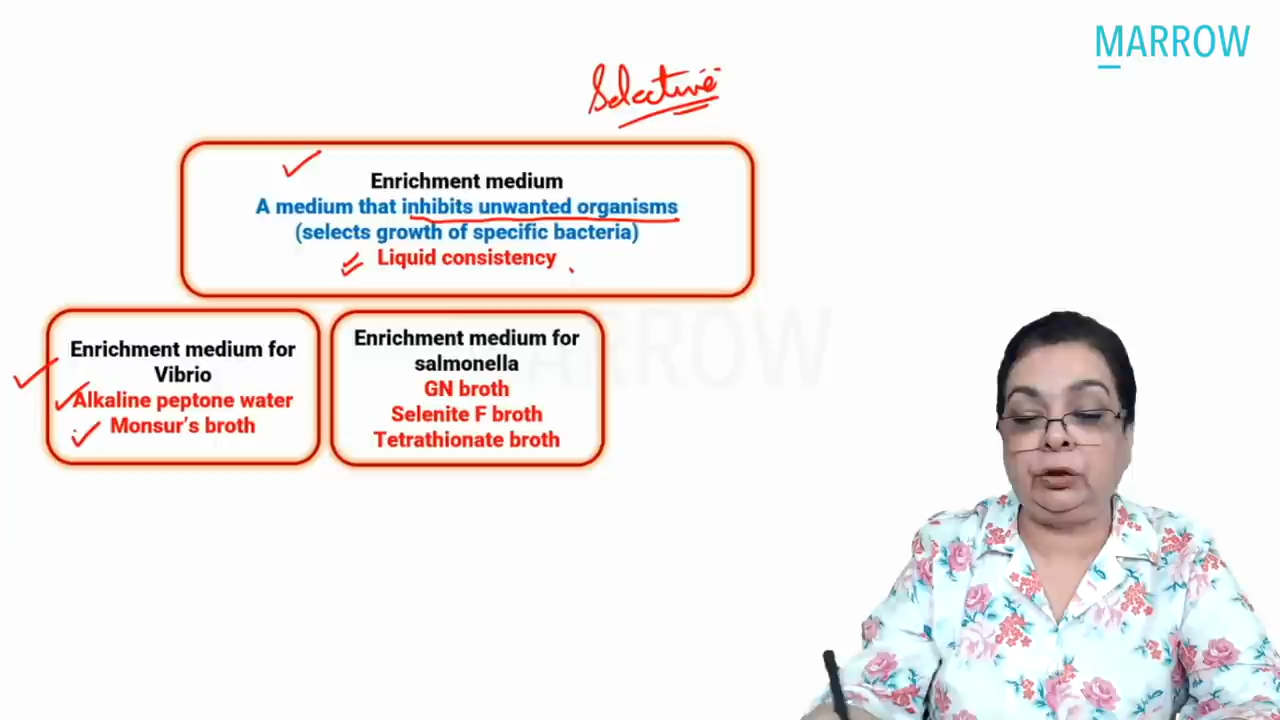 MARROW
Selective
Enrichment medium
A medium that inhibits unwanted organisms
(selects growth of specific bacteria)
Liquid consistency
Enrichment medium for
Vibrio
Alkaline peptone water
Monsur's broth
Enrichment medium for
salmonella
GN broth
Selenite F broth
Tetrathionate broth
MARROW